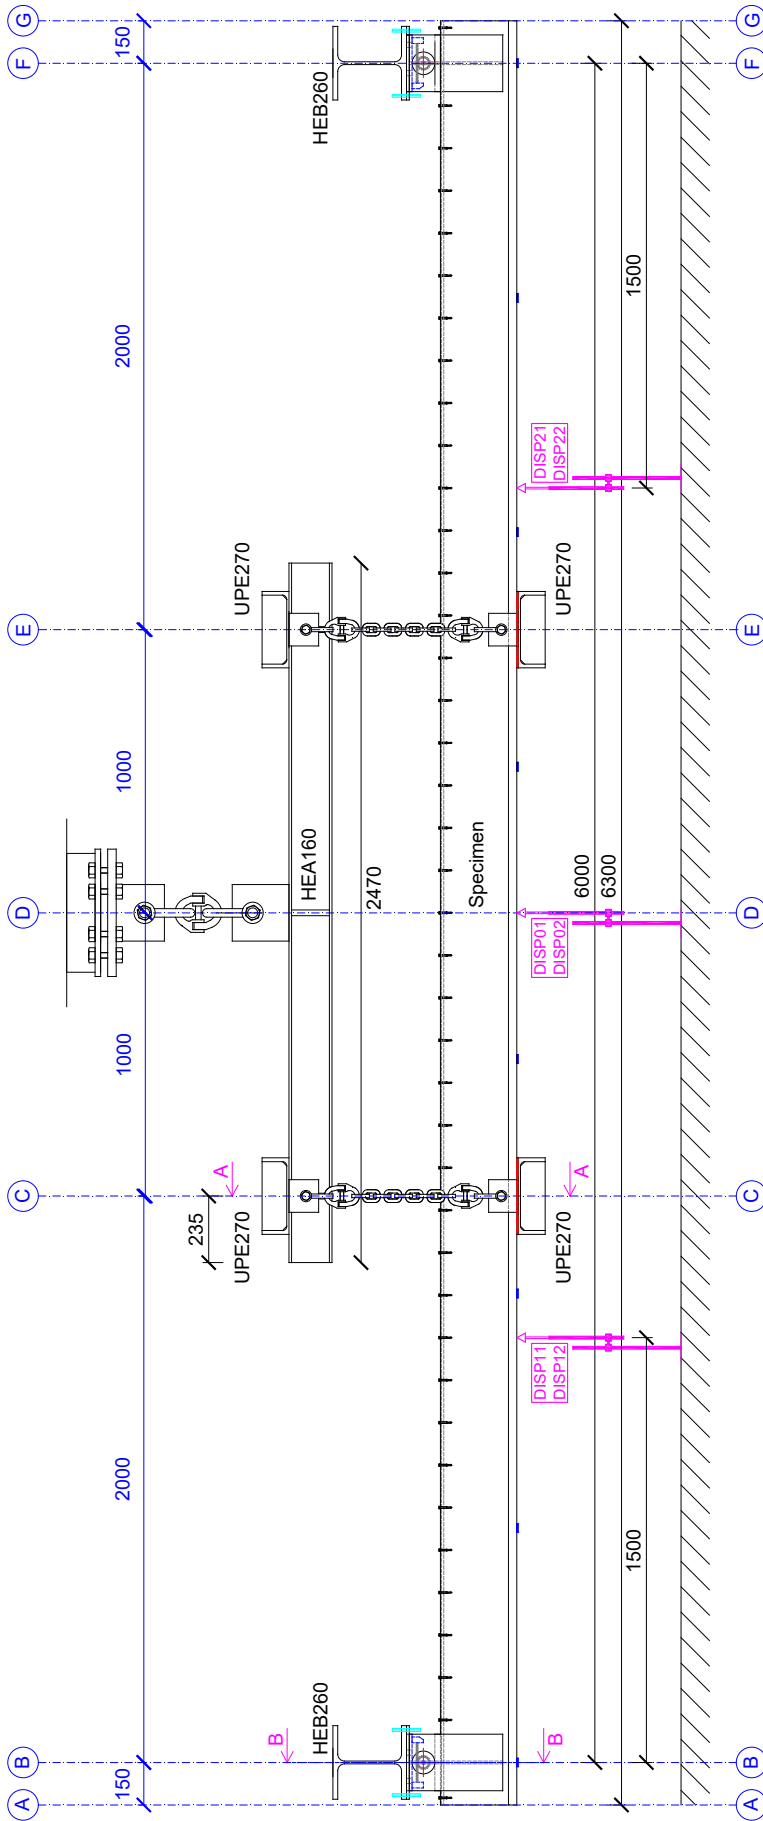 A
B
C
D
E
F
G
150
2000
1000
1000
2000
150
235
A
B
UPE270
UPE270
HEA160
2470
HEB260
HEB260
Specimen
A
B
UPE270
UPE270
DISP11
DISP12
DISP01
DISP02
DISP21
DISP22
6000
6300
1500
1500
A
B
C
D
E
F
G